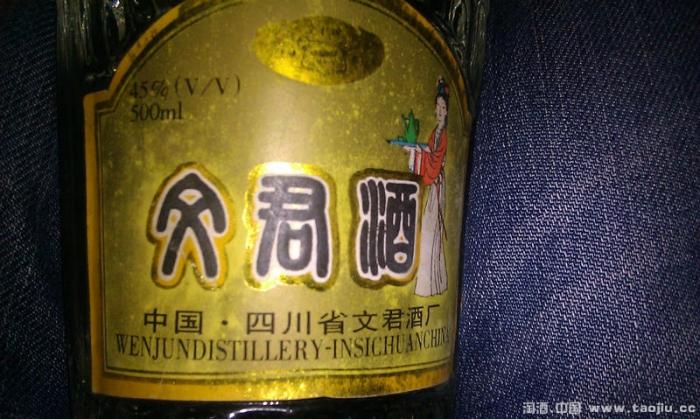 45%(V/V)
500ml
文君酒
中国·四川省文君酒厂
WENJUNDISTILLERY-INSICHUANCHINA
淘酒.中国 www.taojiu.cc